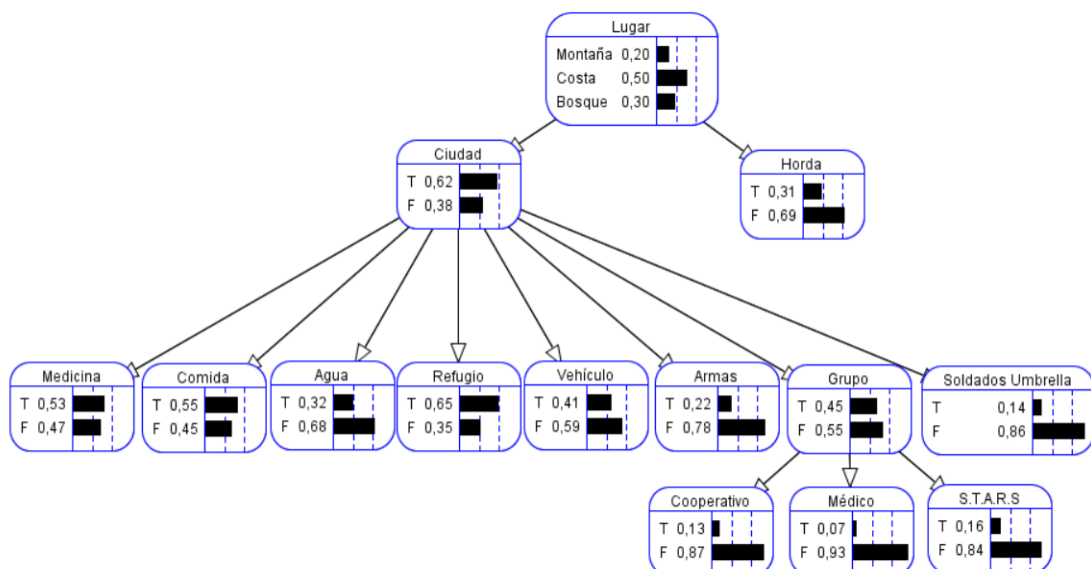 Lugar
Montaña 0,20
Costa 0,50
Bosque 0,30
Ciudad
T 0,62
F 0,38
Horda
T 0,31
F 0,69
Medicina
T 0,53
F 0,47
Comida
T 0,55
F 0,45
Agua
T 0,32
F 0,68
Refugio
T 0,65
F 0,35
Vehículo
T 0,41
F 0,59
Armas
T 0,22
F 0,78
Grupo
T 0,45
F 0,55
Soldados Umbrella
T 0,14
F 0,86
Cooperativo
T 0,13
F 0,87
Médico
T 0,07
F 0,93
S.T.A.R.S
T 0,16
F 0,84